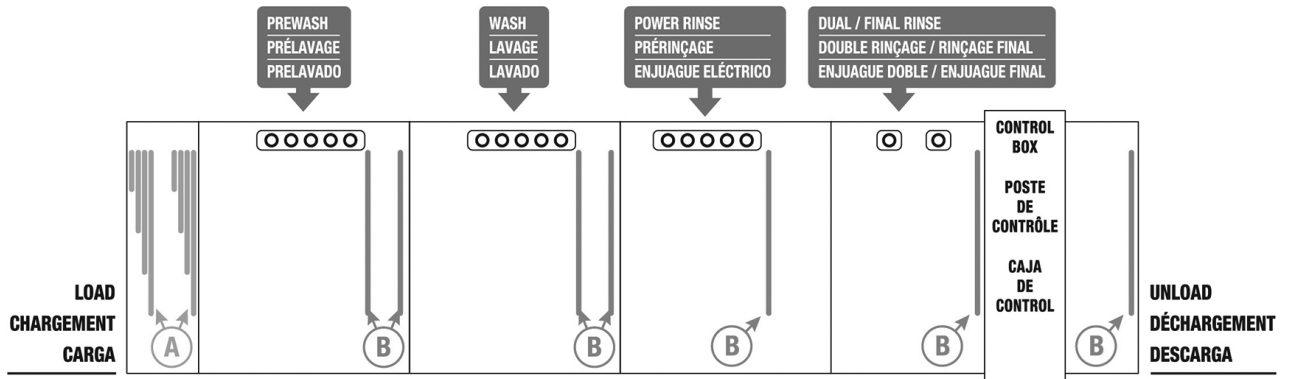 PREWASH
PRÉLAVAGE
PRELAVADO
WASH
LAVAGE
LAVADO
POWER RINSE
PRÉRINÇAGE
ENJUAGUE ELÉCTRICO
DUAL / FINAL RINSE
DOUBLE RINÇAGE / RINÇAGE FINAL
ENJUAGUE DOBLE / ENJUAGUE FINAL
CONTROL
BOX
POSTE
DE
CONTRÔLE
CAJA
DE
CONTROL
LOAD
CHARGEMENT
CARGA
A
B
B
B
B
B
UNLOAD
DÉCHARGEMENT
DESCARGA